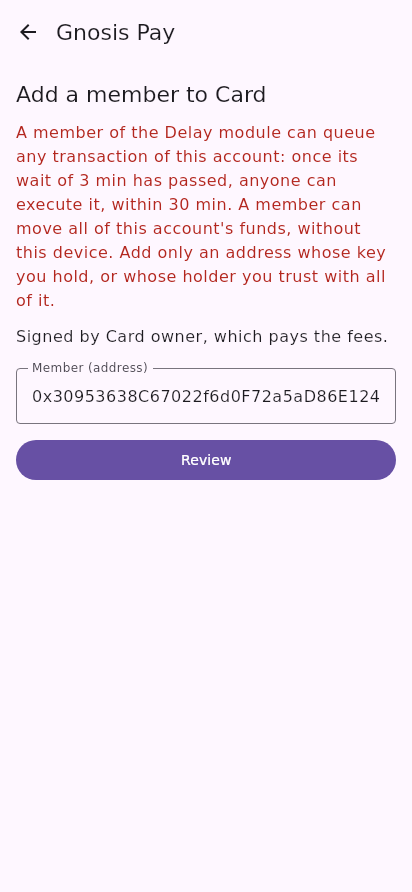 Gnosis Pay
Add a member to Card
A member of the Delay module can queue
any transaction of this account: once its
wait of 3 min has passed, anyone can
execute it, within 30 min. A member can
move all of this account's funds, without
this device. Add only an address whose key
you hold, or whose holder you trust with all
of it.
Signed by Card owner, which pays the fees.
Member (address)
0x30953638C67022f6d0F72a5aD86E124
Review